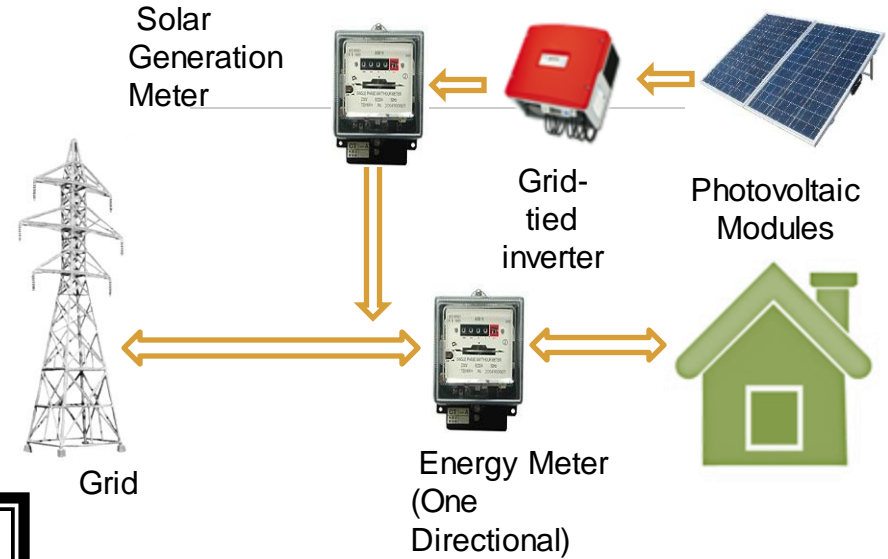 Solar
Generation
Meter
Grid-
tied
inverter
Photovoltaic
Modules
Grid
Energy Meter
(One
Directional)